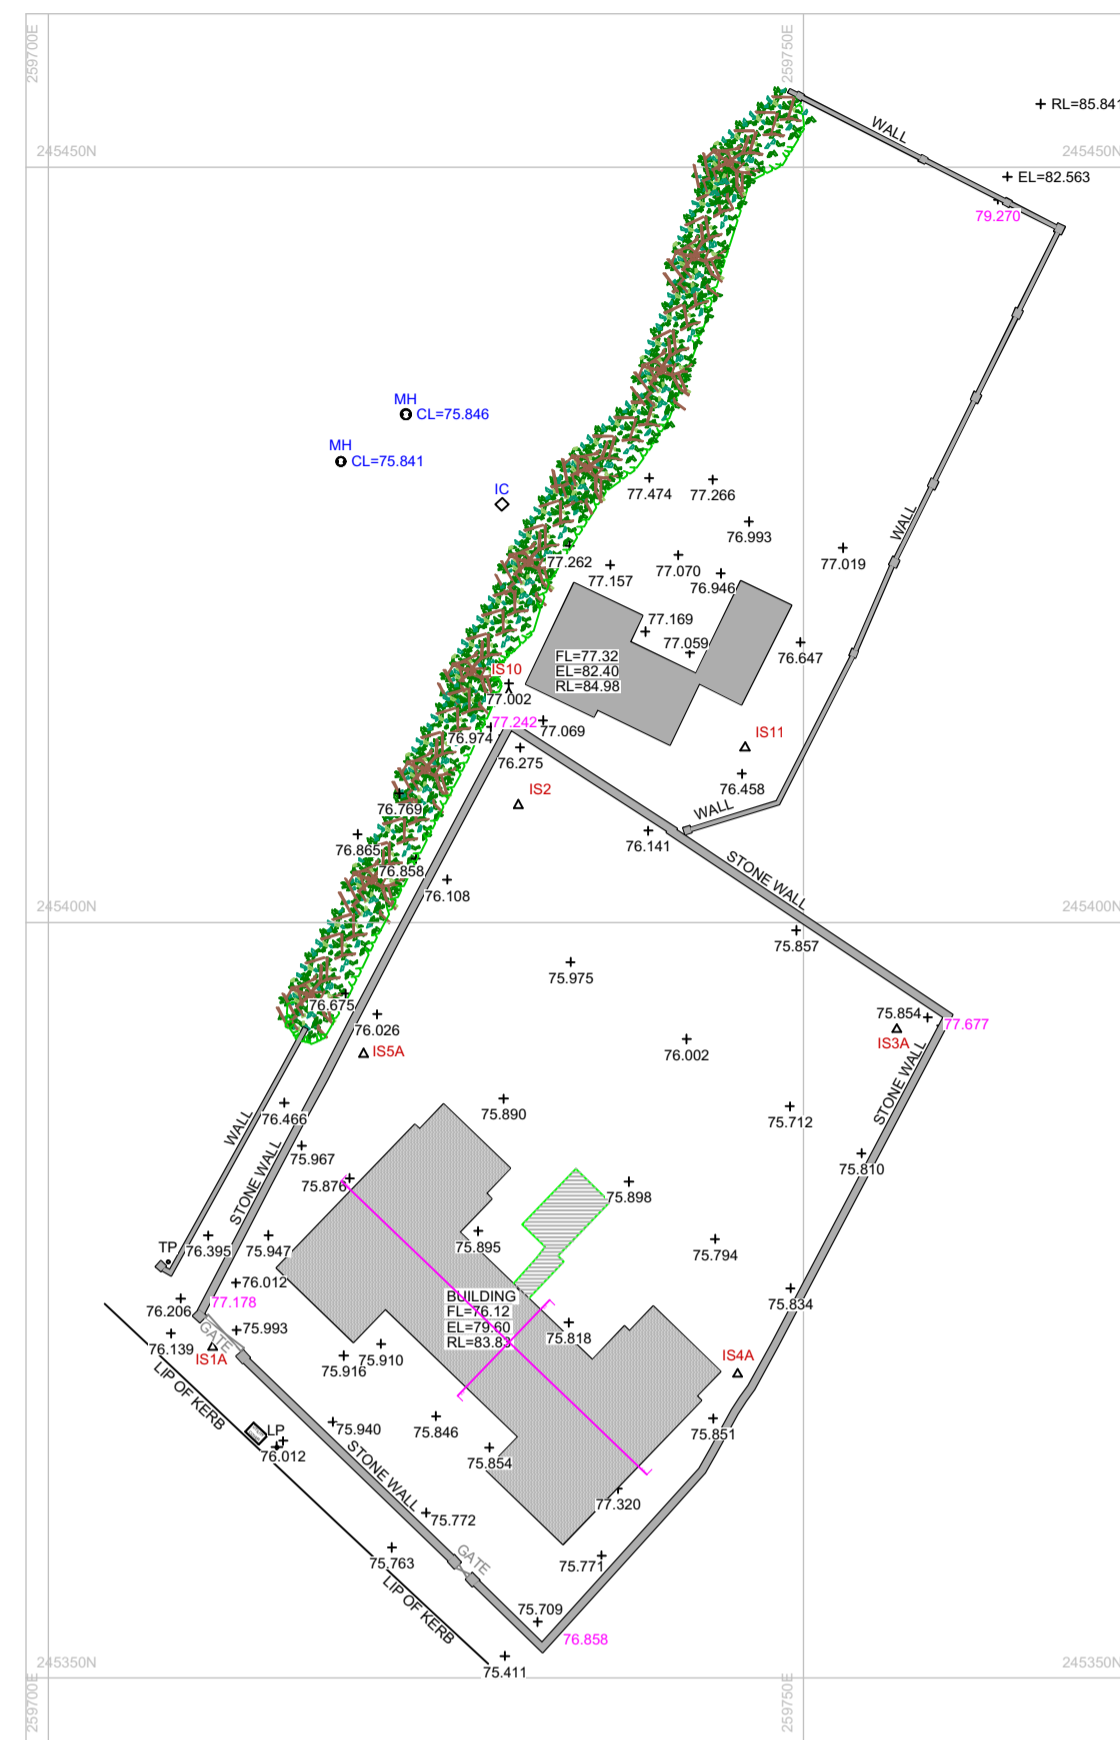 259700E
259750E
RL=85.841
WALL
245450N
EL=82.563
79.270
MH
CL=75.846
MH
CL=75.841
IC
77.474
77.266
76.993
WALL
77.262
77.157
77.070
76.946
77.019
77.169
77.059
76.647
FL=77.32
EL=82.40
RL=84.98
IS10
77.002
77.242
77.069
76.974
76.275
IS11
76.458
IS2
WALL
76.769
76.865
76.858
76.141
76.108
STONE WALL
245400N
245400N
75.857
75.975
76.675
76.026
75.854
77.677
IS5A
IS3A
76.002
STONE WALL
75.890
75.712
76.466
WALL
75.967
75.810
75.876
STONE WALL
75.898
76.395
75.947
75.895
75.794
TP
76.012
BUILDING
FL=76.12
EL=79.60
RL=83.83
75.834
76.206
77.178
75.818
GATE
75.993
76.139
IS1A
75.910
75.916
IS4A
LIP OF KERB
75.940
75.846
75.851
LP
76.012
75.854
STONE WALL
77.320
75.772
75.763
GATE
75.771
LIP OF KERB
75.709
76.858
75.411
245350N
245350N
259700E
259750E